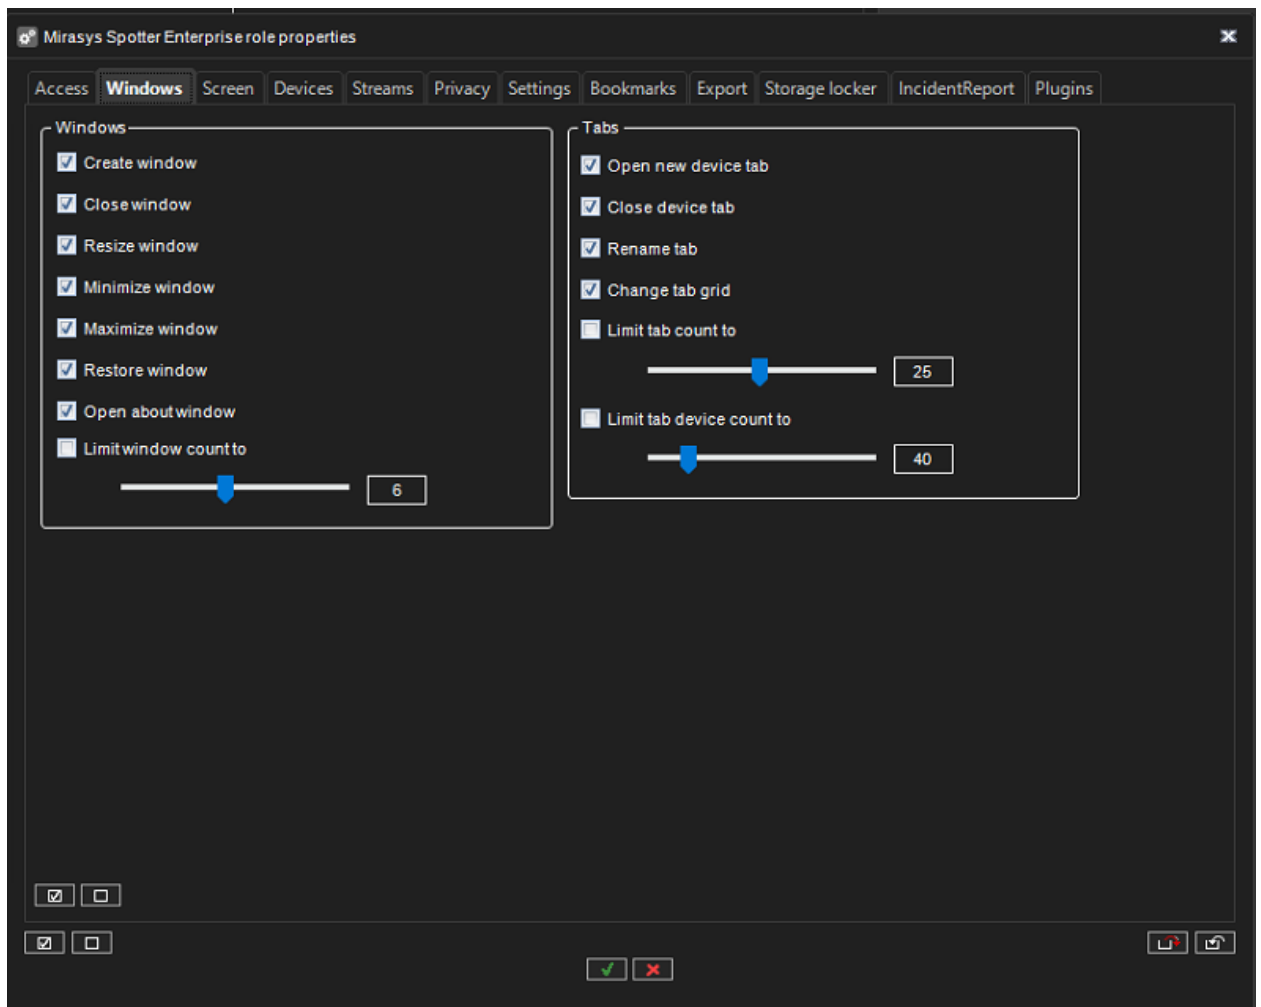 Mirasys Spotter Enterprise role properties
Access Windows Screen Devices Streams Privacy Settings Bookmarks Export Storage locker IncidentReport Plugins
Windows
Create window
Close window
Resize window
Minimize window
Maximize window
Restore window
Open about window
Limit window count to
6
Tabs
Open new device tab
Close device tab
Rename tab
Change tab grid
Limit tab count to
25
Limit tab device count to
40